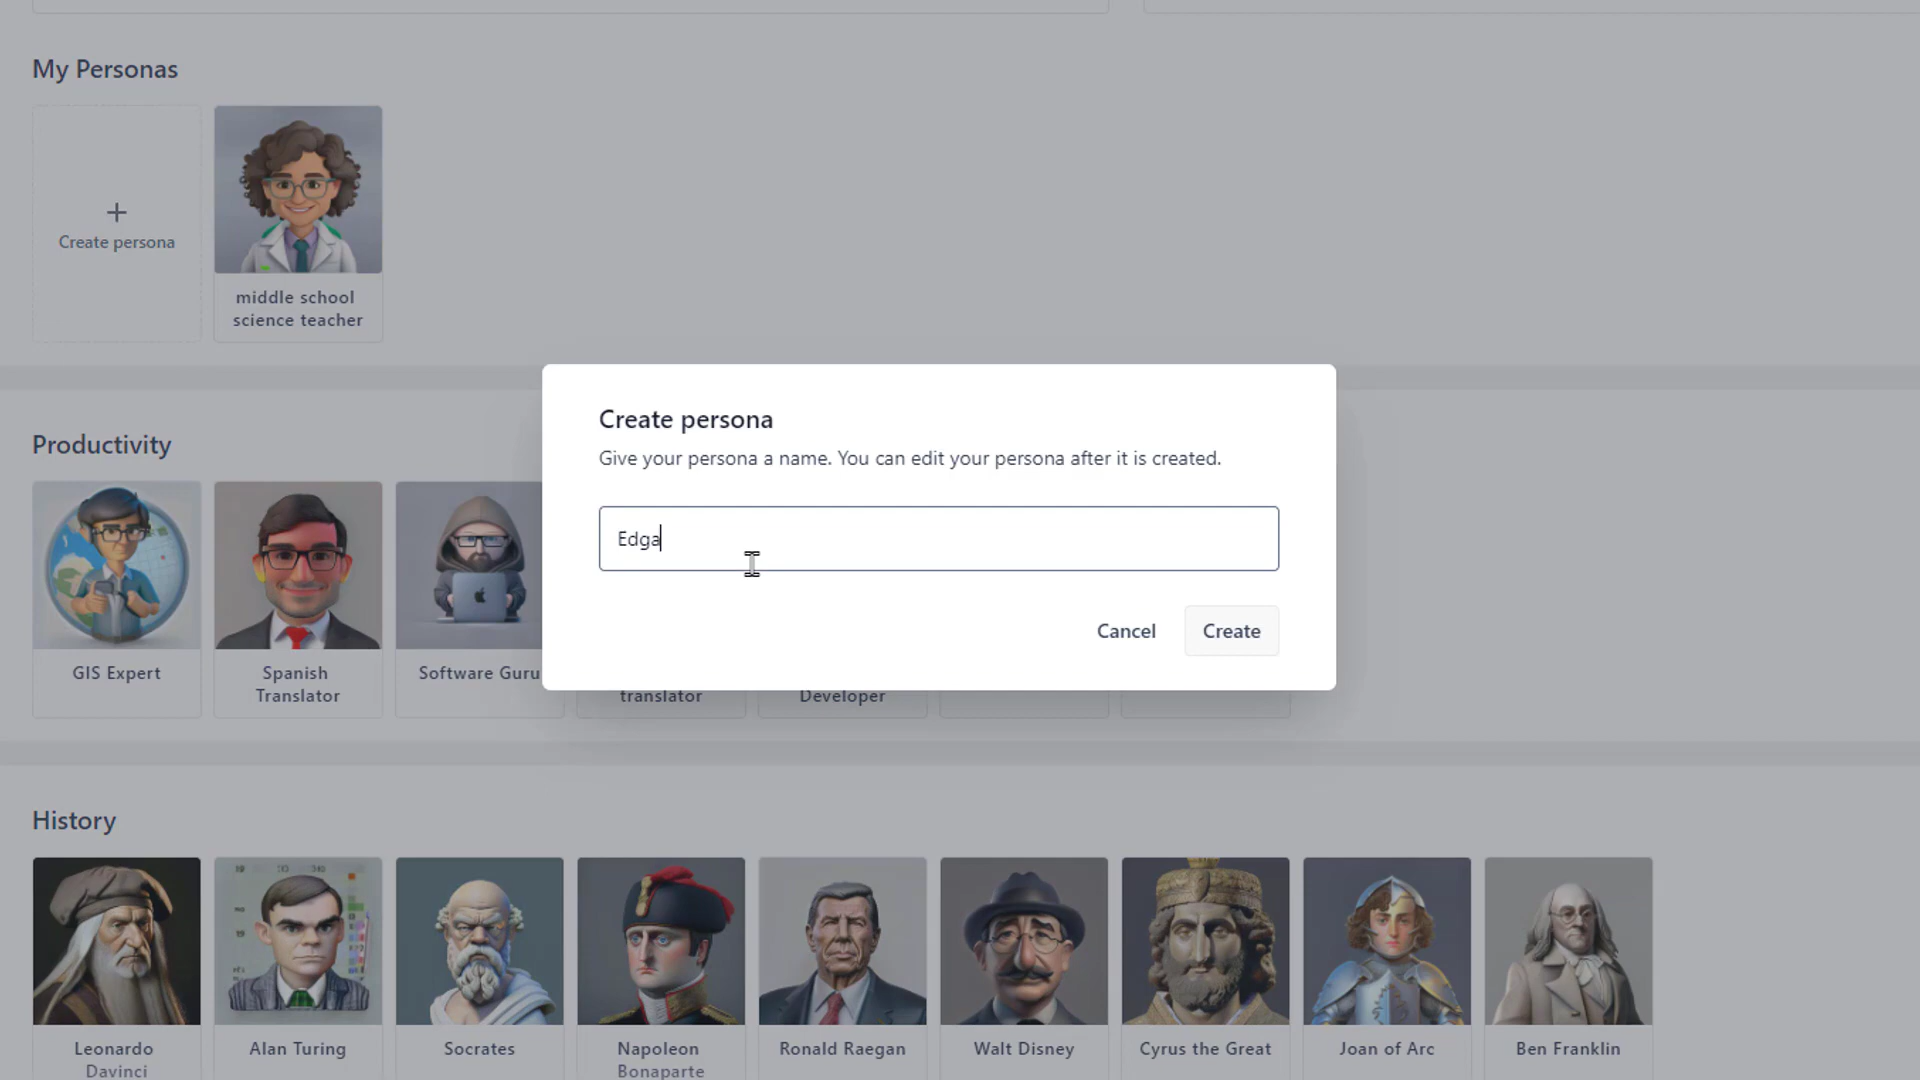 My Personas
Create persona
middle school
science teacher
Create persona
Give your persona a name. You can edit your persona after it is created.
Edga
Cancel
Create
Productivity
GIS Expert
Spanish
Translator
Software Guru
translator
Developer
History
Leonardo
Davinci
Alan Turing
Socrates
Napoleon
Bonaparte
Ronald Raegan
Walt Disney
Cyrus the Great
Joan of Arc
Ben Franklin